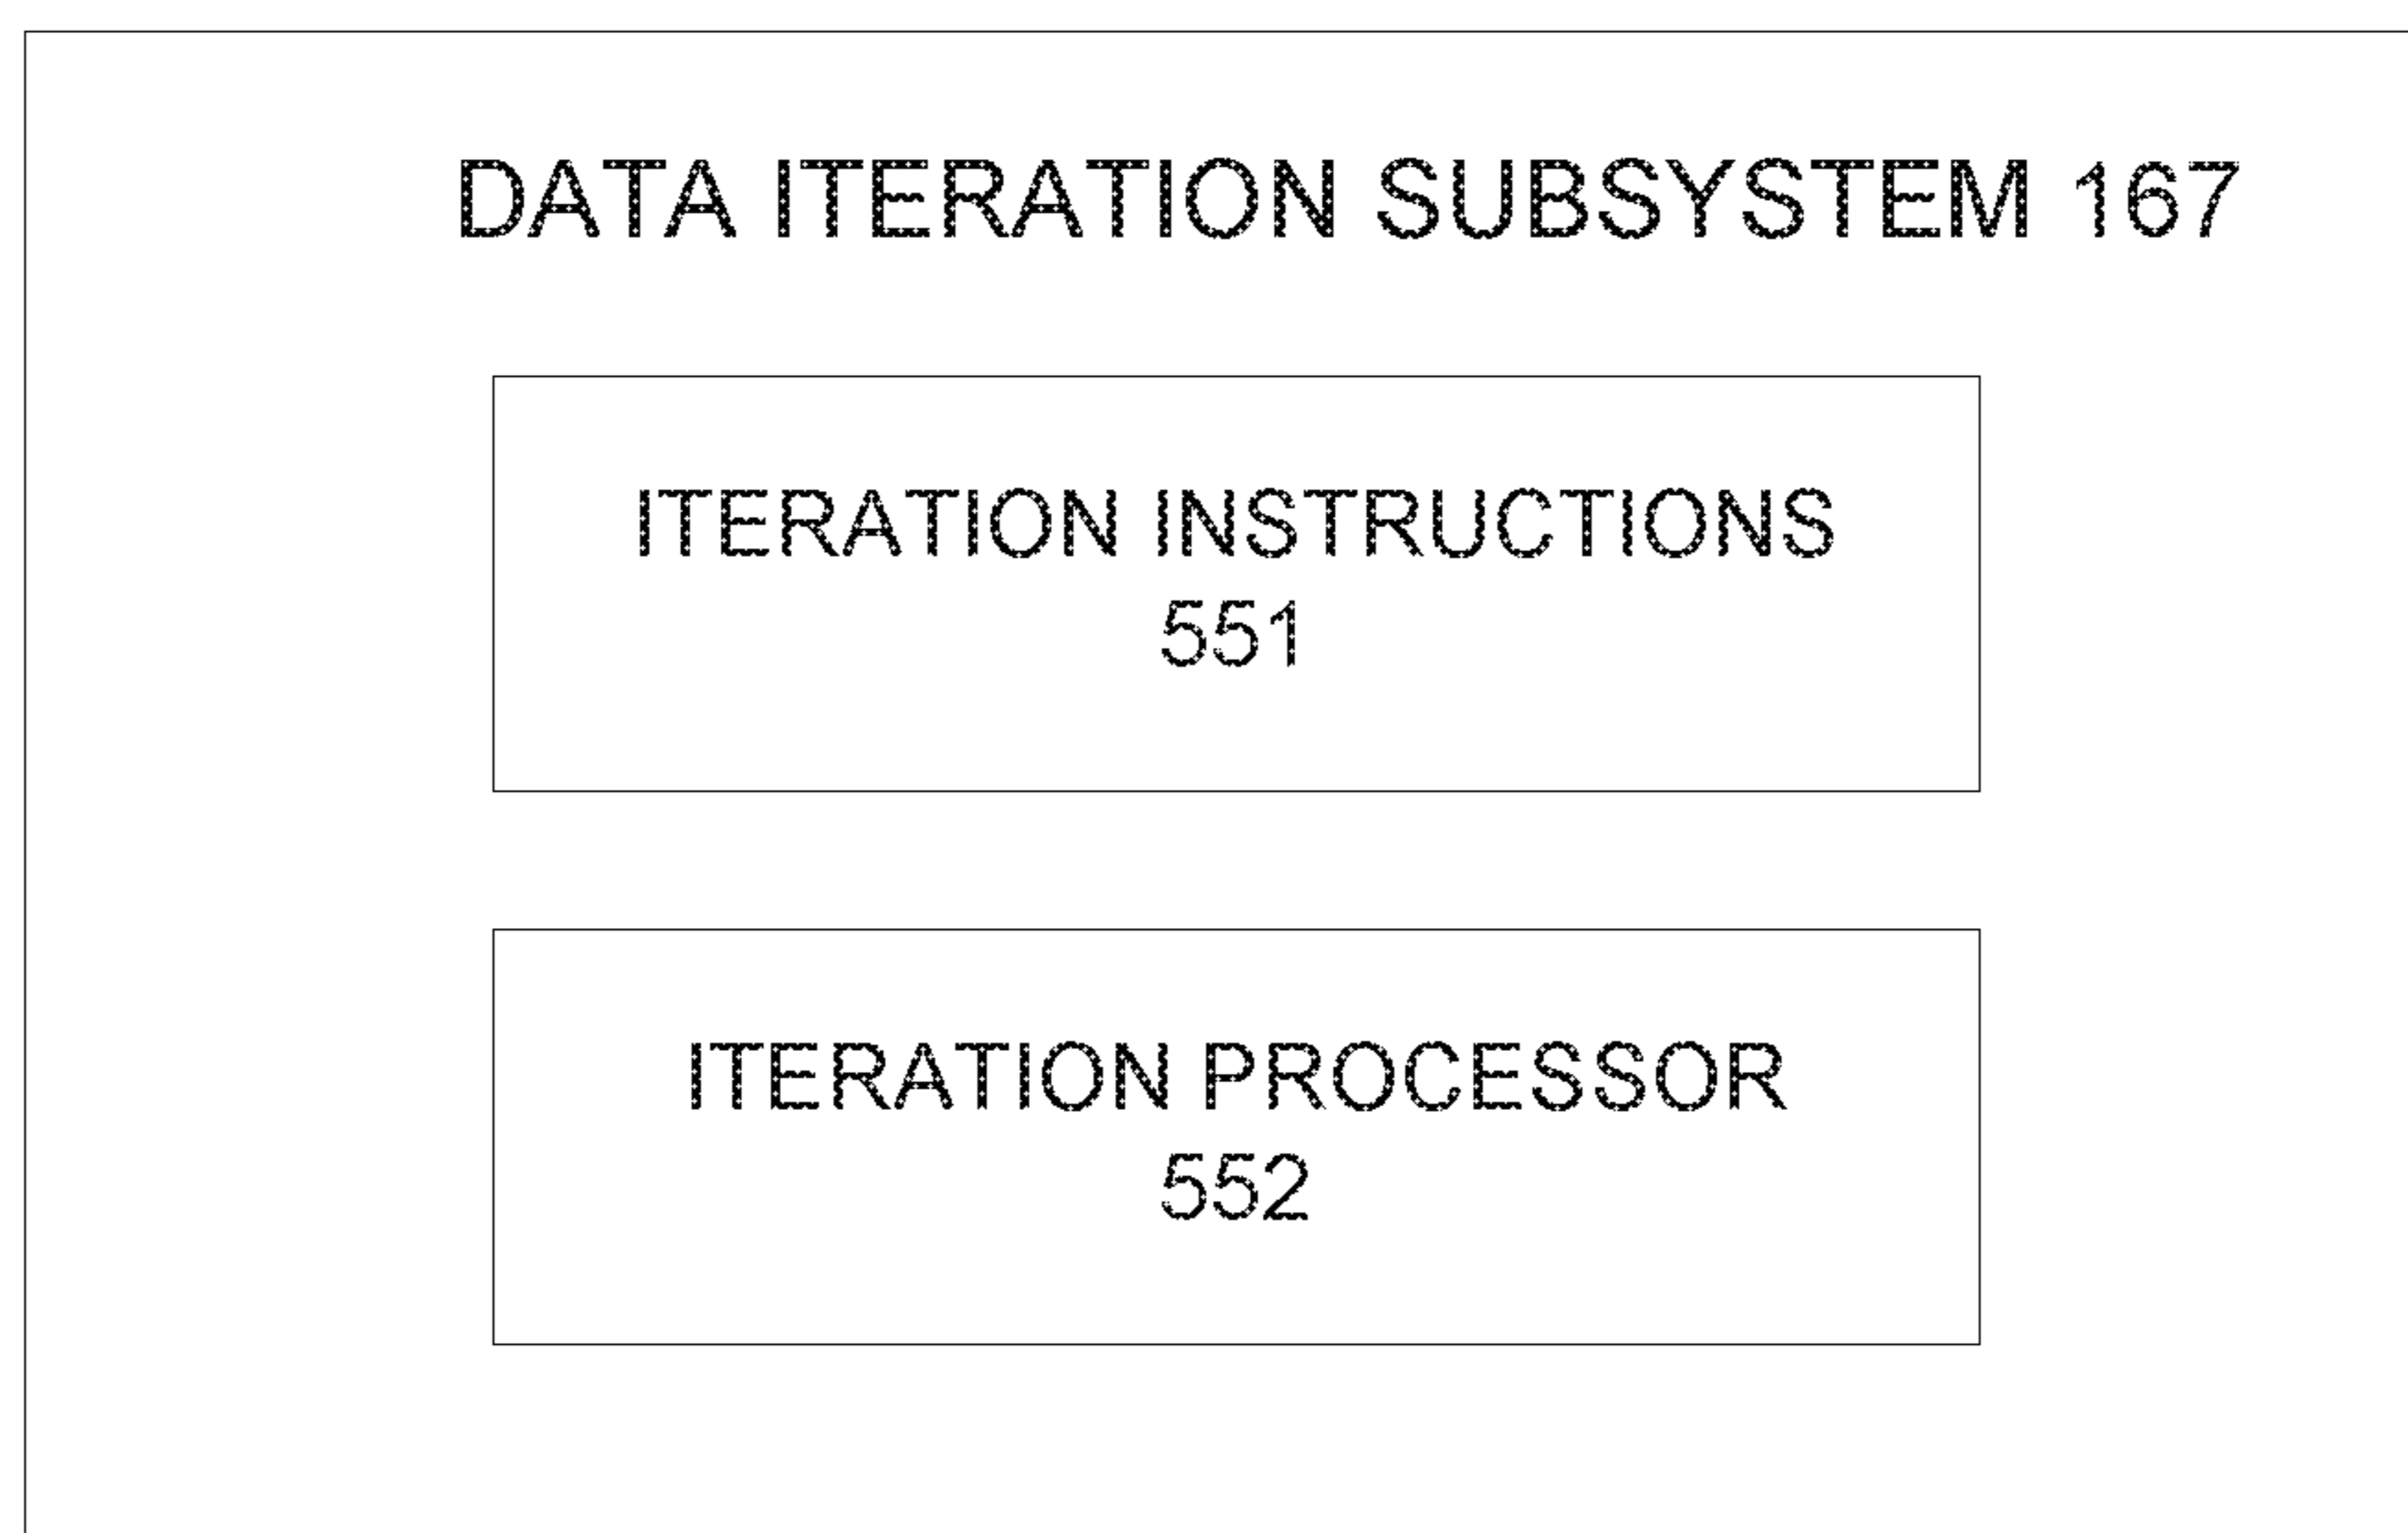 DATA ITERATION SUBSYSTEM 167
ITERATION INSTRUCTIONS
551
ITERATION PROCESSOR
552